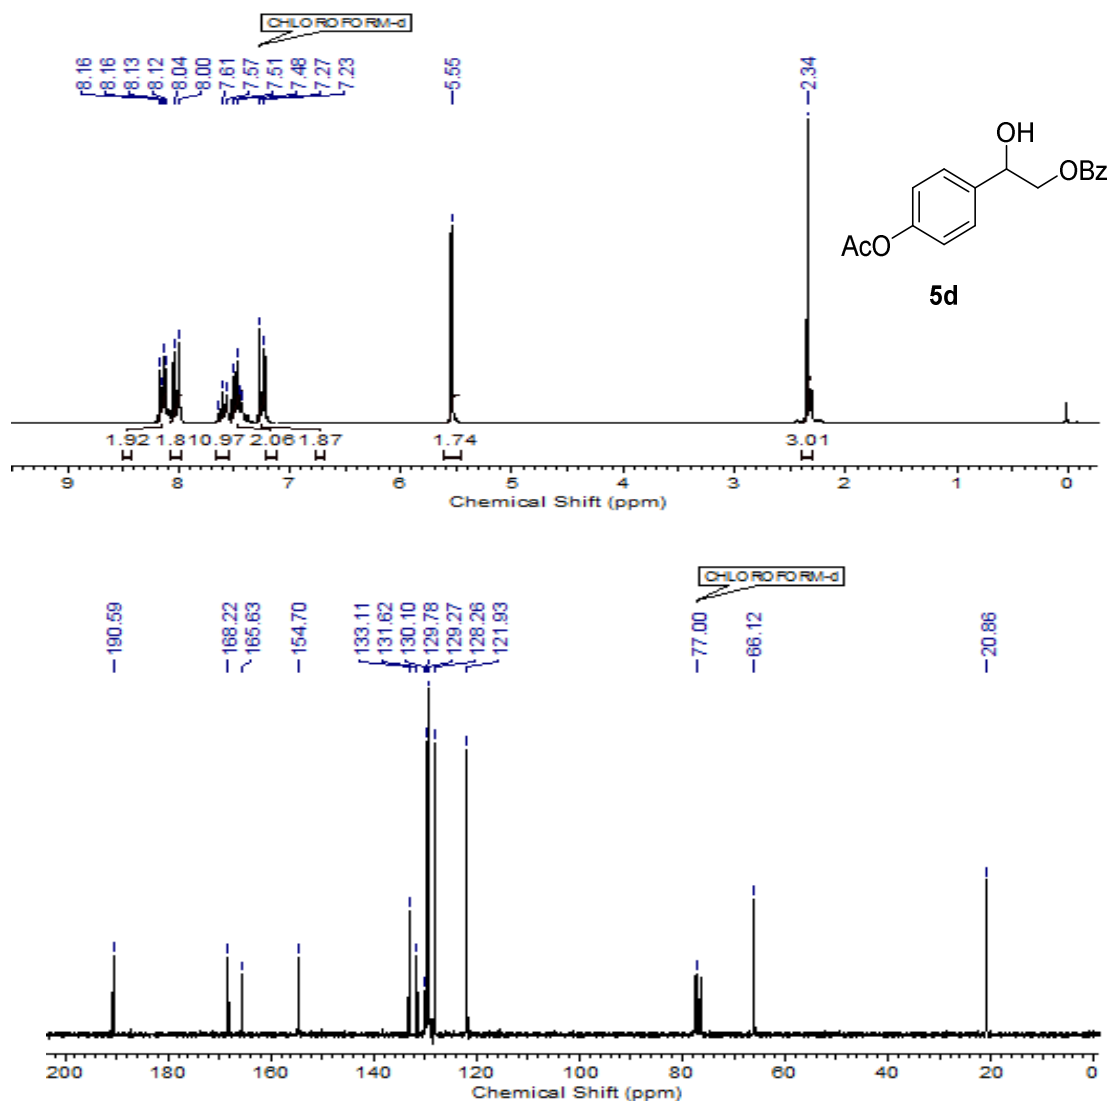 CHLOROFORM-d
8.16 8.16 8.13 8.12 8.04 8.00 7.61 7.57 7.51 7.48 7.27 7.23 5.55 2.34
OH
OBz
AcO
5d
1.92 1.81 0.97 2.06 1.87 1.74 3.01
9 8 7 6 5 4 3 2 1 0
Chemical Shift (ppm)
CHLOROFORM-d
190.59 168.22 165.63 154.70 133.11 131.62 130.10 129.78 129.27 128.26 121.93 77.00 66.12 20.86
200 180 160 140 120 100 80 60 40 20 0
Chemical Shift (ppm)